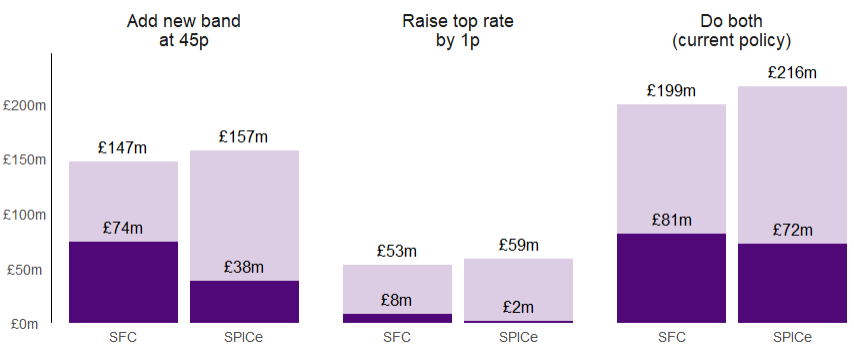 Add new band
at 45p
Raise top rate
by 1p
Do both
(current policy)
£200m
£150m
£100m
£50m
£0m
£147m
£157m
£74m
£38m
SFC
SPICe
£53m
£59m
£8m
£2m
SFC
SPICe
£199m
£216m
£81m
£72m
SFC
SPICe